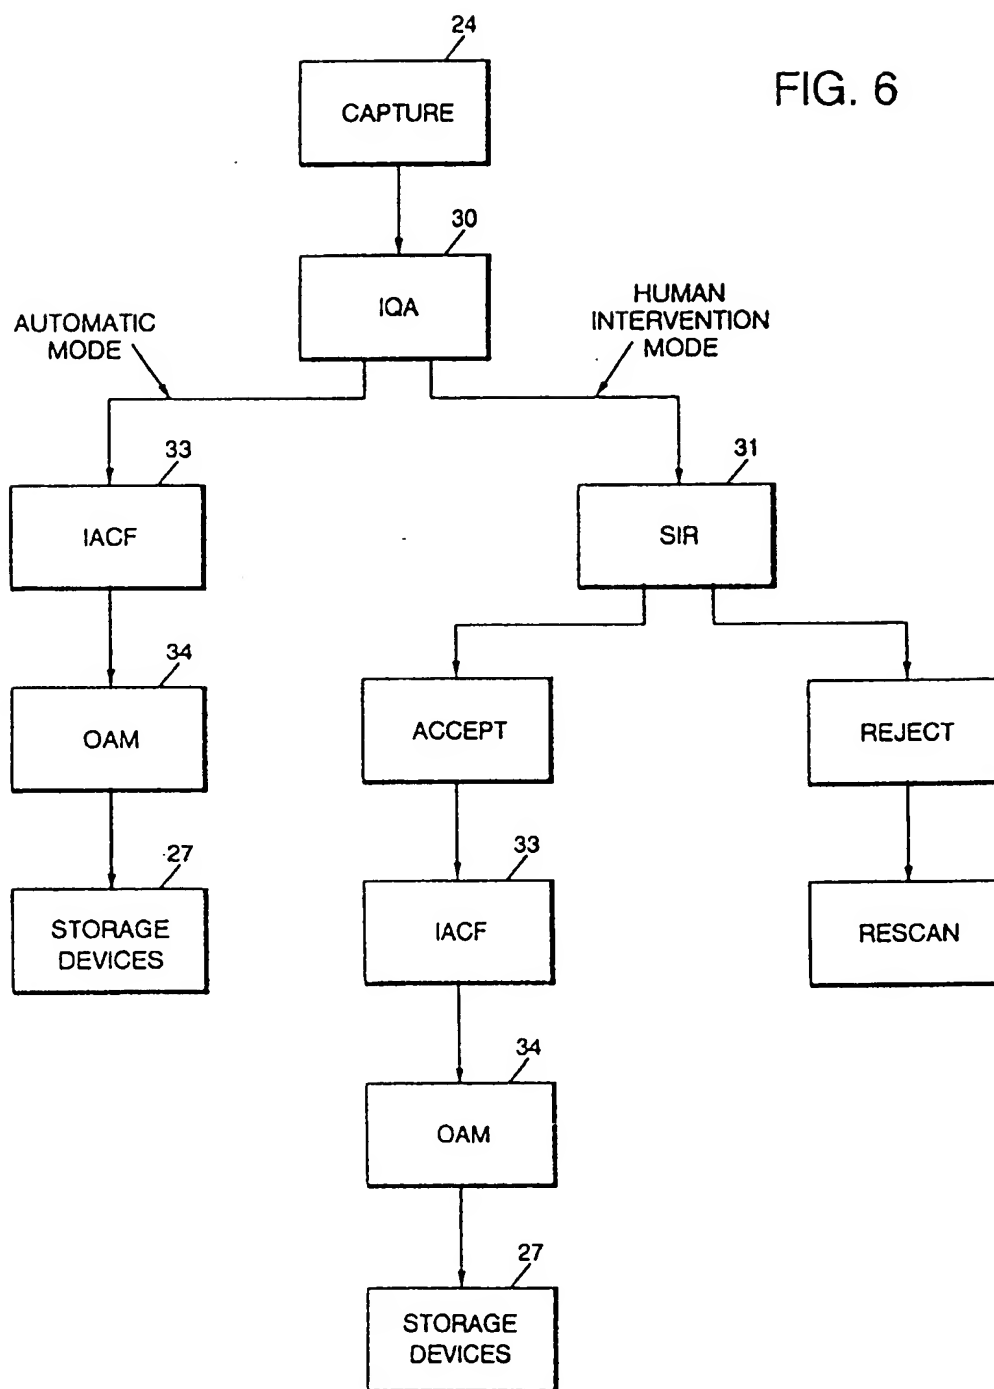 24
CAPTURE
FIG. 6
30
IQA
AUTOMATIC
MODE
HUMAN
INTERVENTION
MODE
33
IACF
31
SIR
34
OAM
ACCEPT
REJECT
27
STORAGE
DEVICES
33
IACF
RESCAN
34
OAM
27
STORAGE
DEVICES